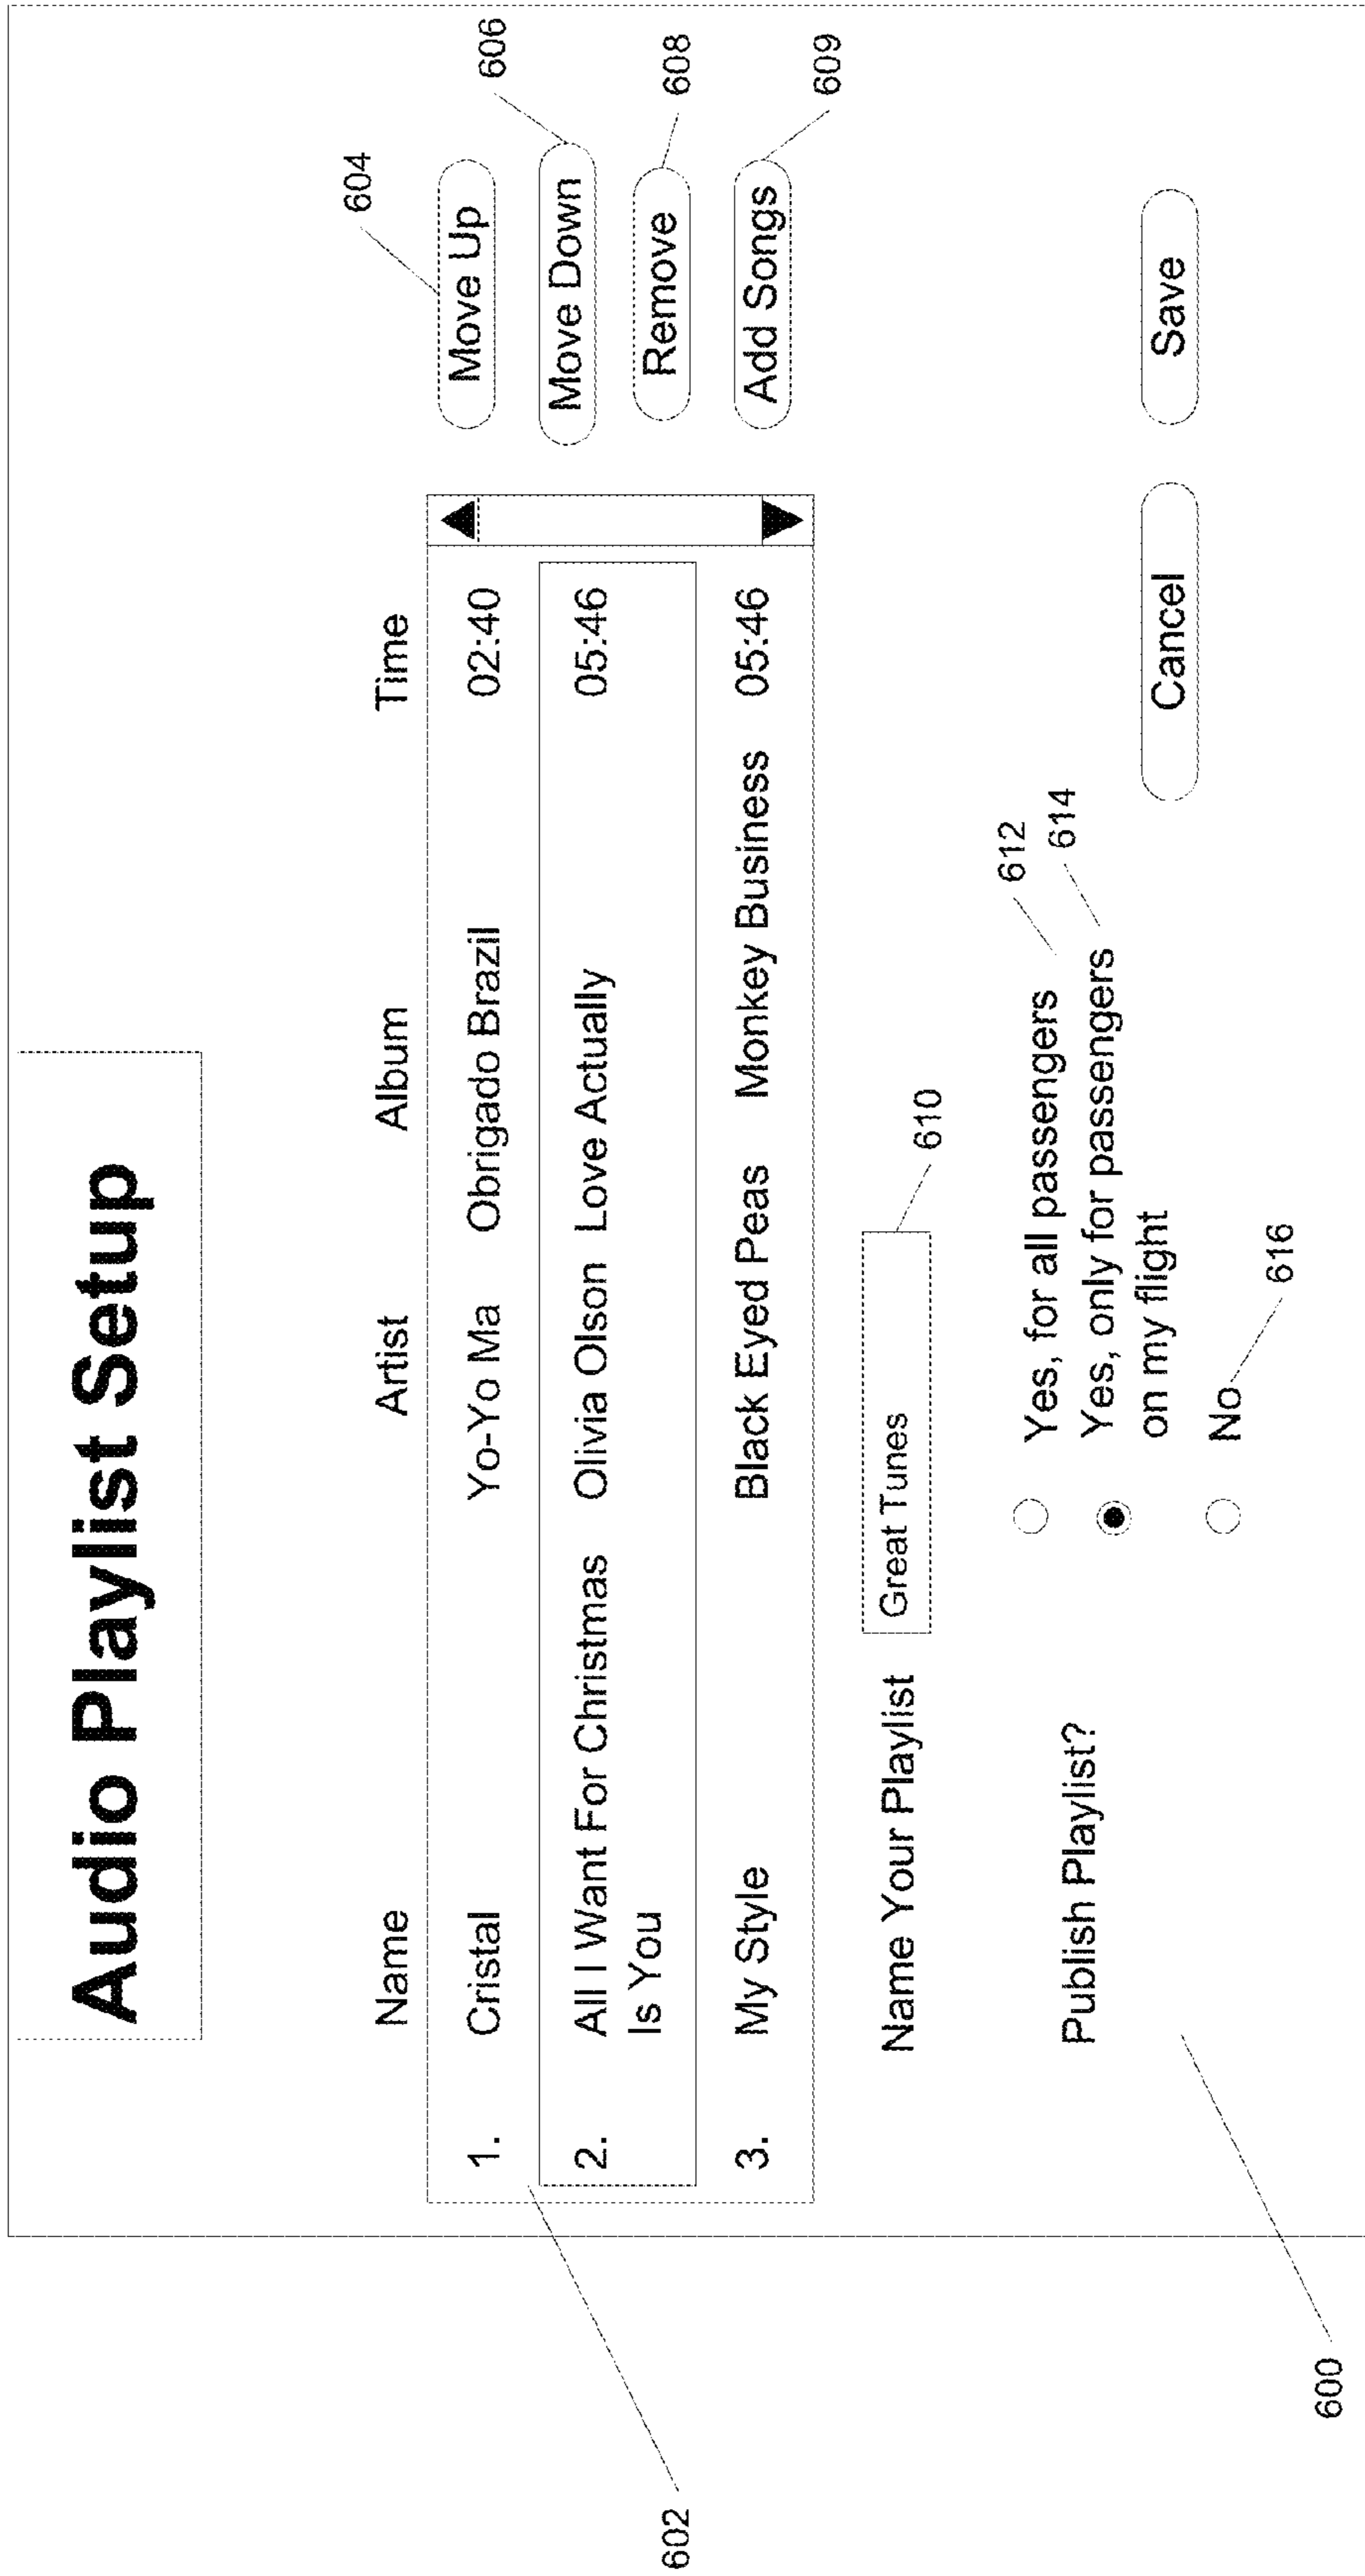 Audio Playlist Setup
604
606
608
609
Name Artist Album Time
1. Cristal Yo-Yo Ma Obrigado Brazil 02:40
2. All I Want For Christmas Olivia Olson Love Actually 05:46
Is You
3. My Style Black Eyed Peas Monkey Business 05:46
Move Up
Move Down
Remove
Add Songs
602
Name Your Playlist Great Tunes
610
Publish Playlist?
Yes, for all passengers
612
Yes, only for passengers
on my flight
614
No
616
Cancel Save
600